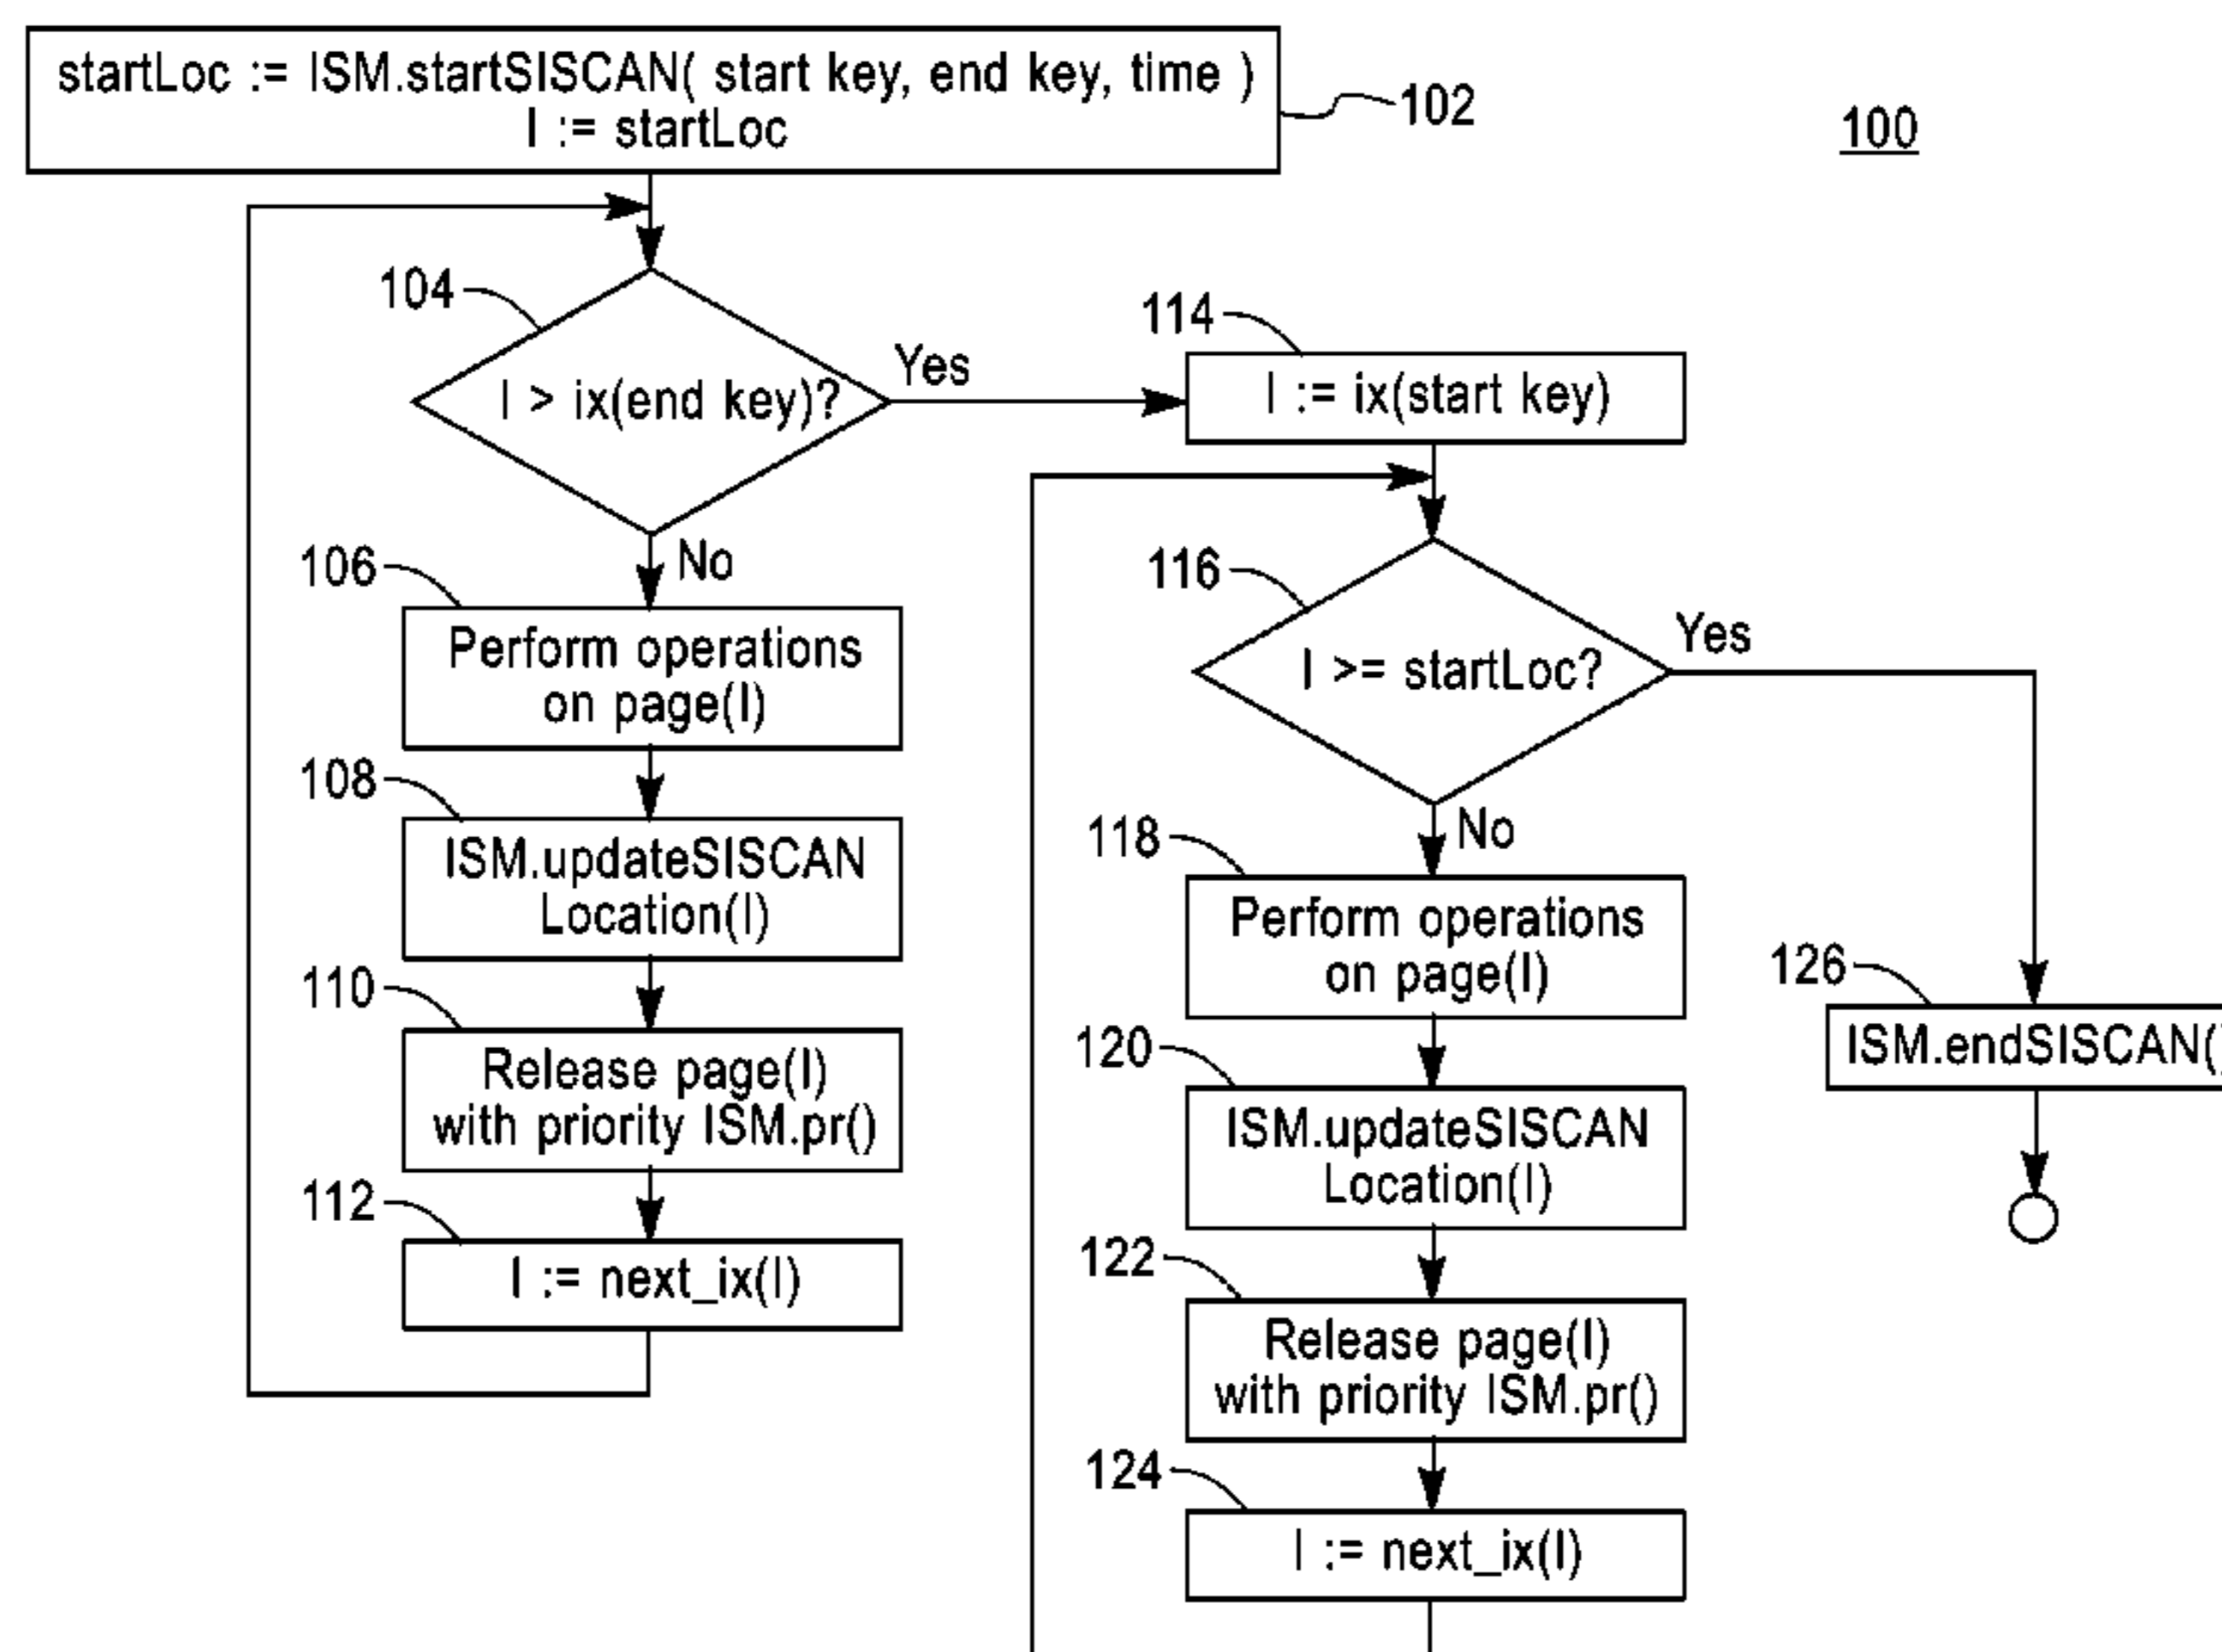 startLoc := ISM.startSISCAN( start key, end key, time )
I := startLoc
102
100
104
I > ix(end key)?
Yes
No
106
Perform operations
on page(I)
108
ISM.updateSISCAN
Location(I)
110
Release page(I)
with priority ISM.pr()
112
I := next_ix(I)
114
I := ix(start key)
116
I >= startLoc?
Yes
No
118
Perform operations
on page(I)
120
ISM.updateSISCAN
Location(I)
122
Release page(I)
with priority ISM.pr()
124
I := next_ix(I)
126
ISM.endSISCAN()